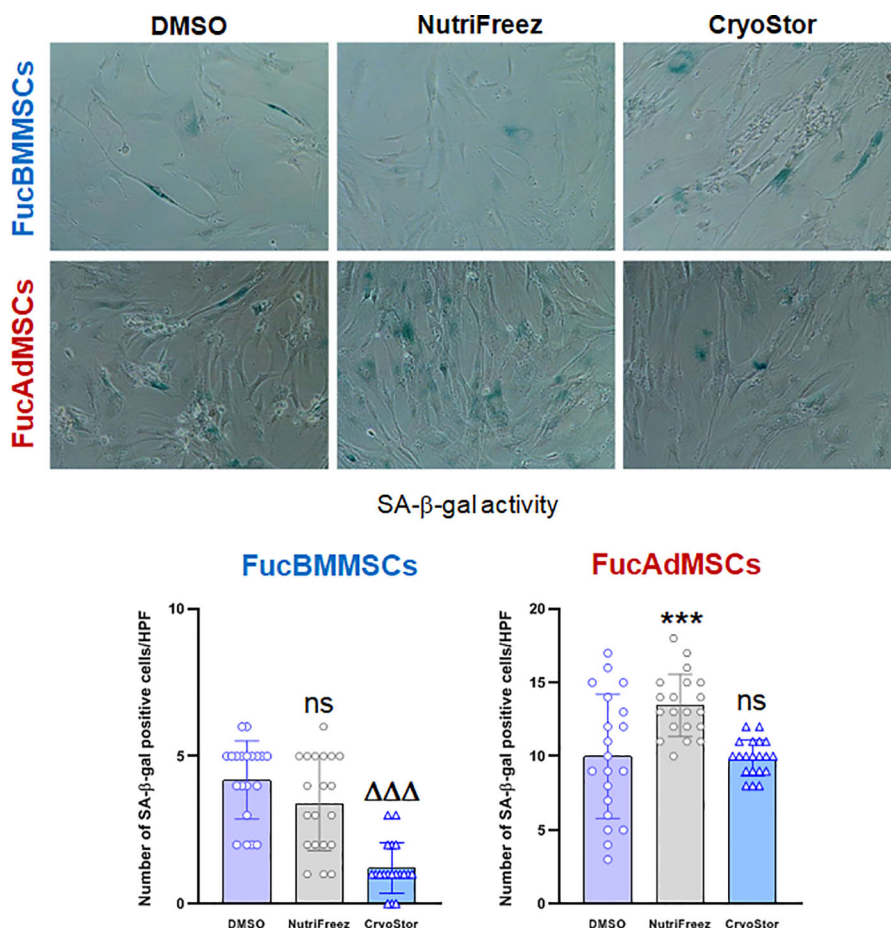 DMSO NutriFreez CryoStor
FucBMMSCs
FucAdMSCs
SA-β-gal activity
FucBMMSCs
Number of SA-β-gal positive cells/HPF
10
5
0
ns
ΔΔΔ
DMSO NutriFreez CryoStor
FucAdMSCs
Number of SA-β-gal positive cells/HPF
20
15
10
5
0
***
ns
DMSO NutriFreez CryoStor